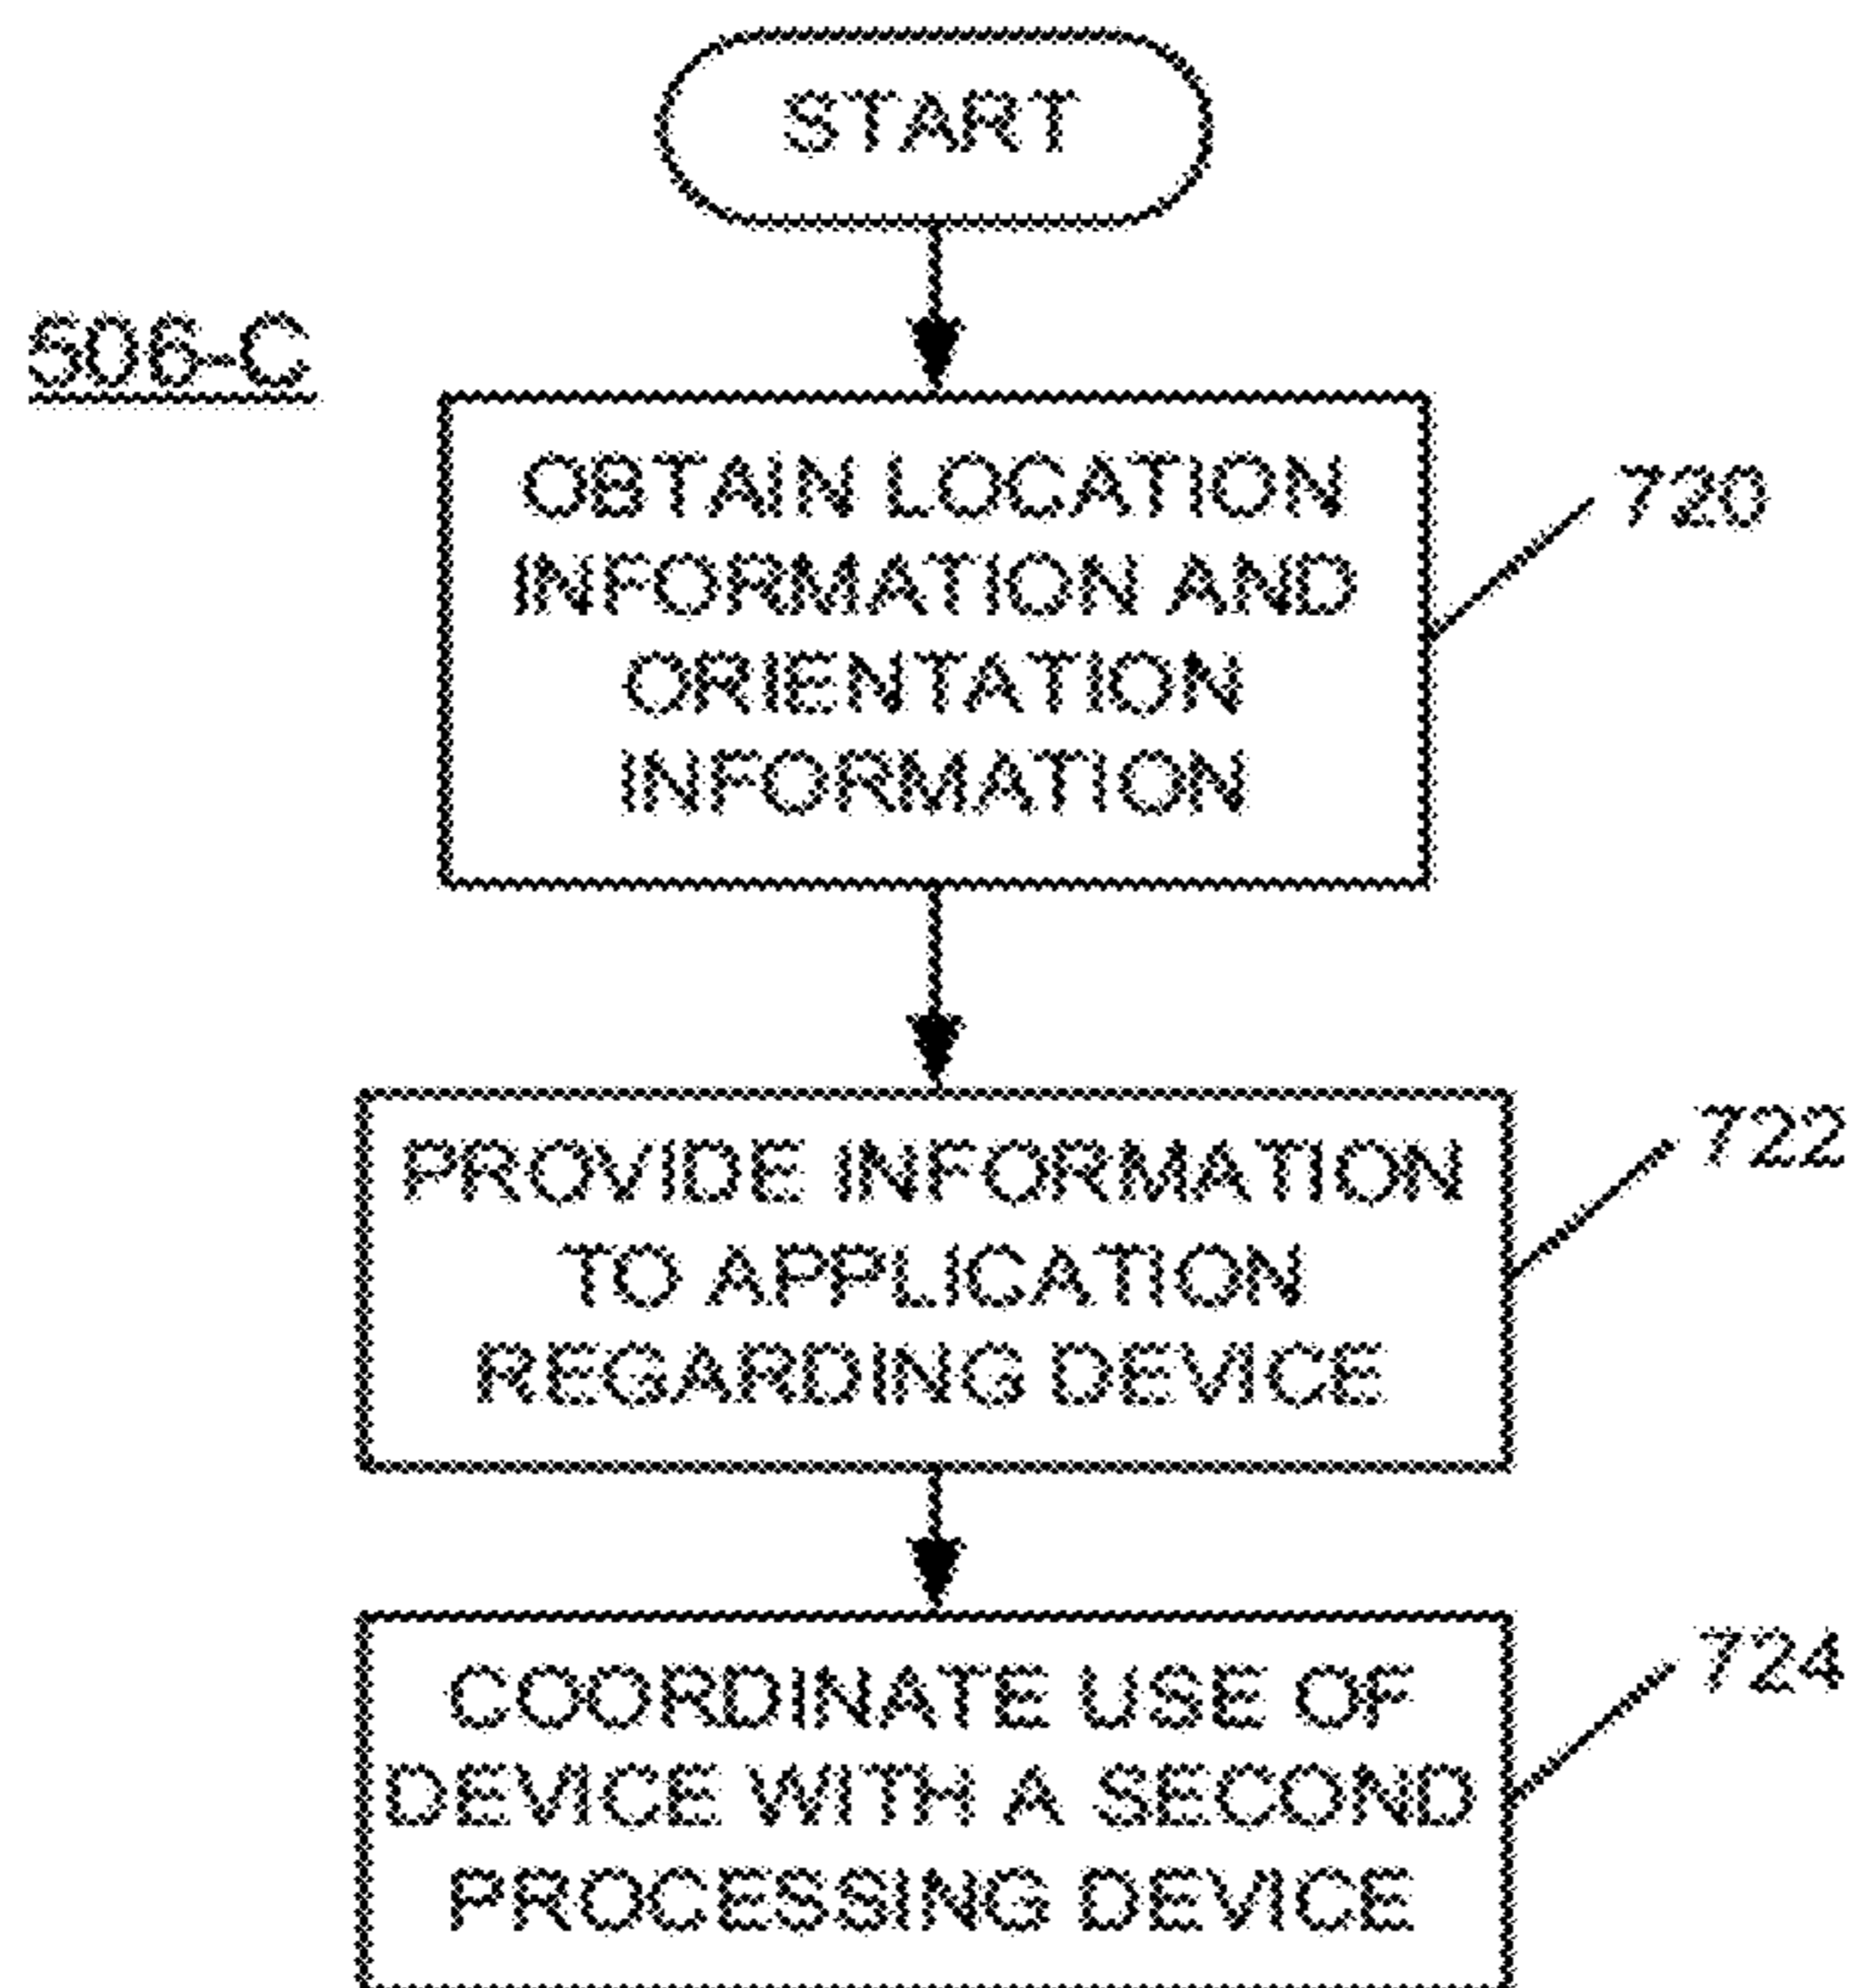 START
506-C
OBTAIN LOCATION
INFORMATION AND
ORIENTATION
INFORMATION
720
PROVIDE INFORMATION
TO APPLICATION
REGARDING DEVICE
722
COORDINATE USE OF
DEVICE WITH A SECOND
PROCESSING DEVICE
724